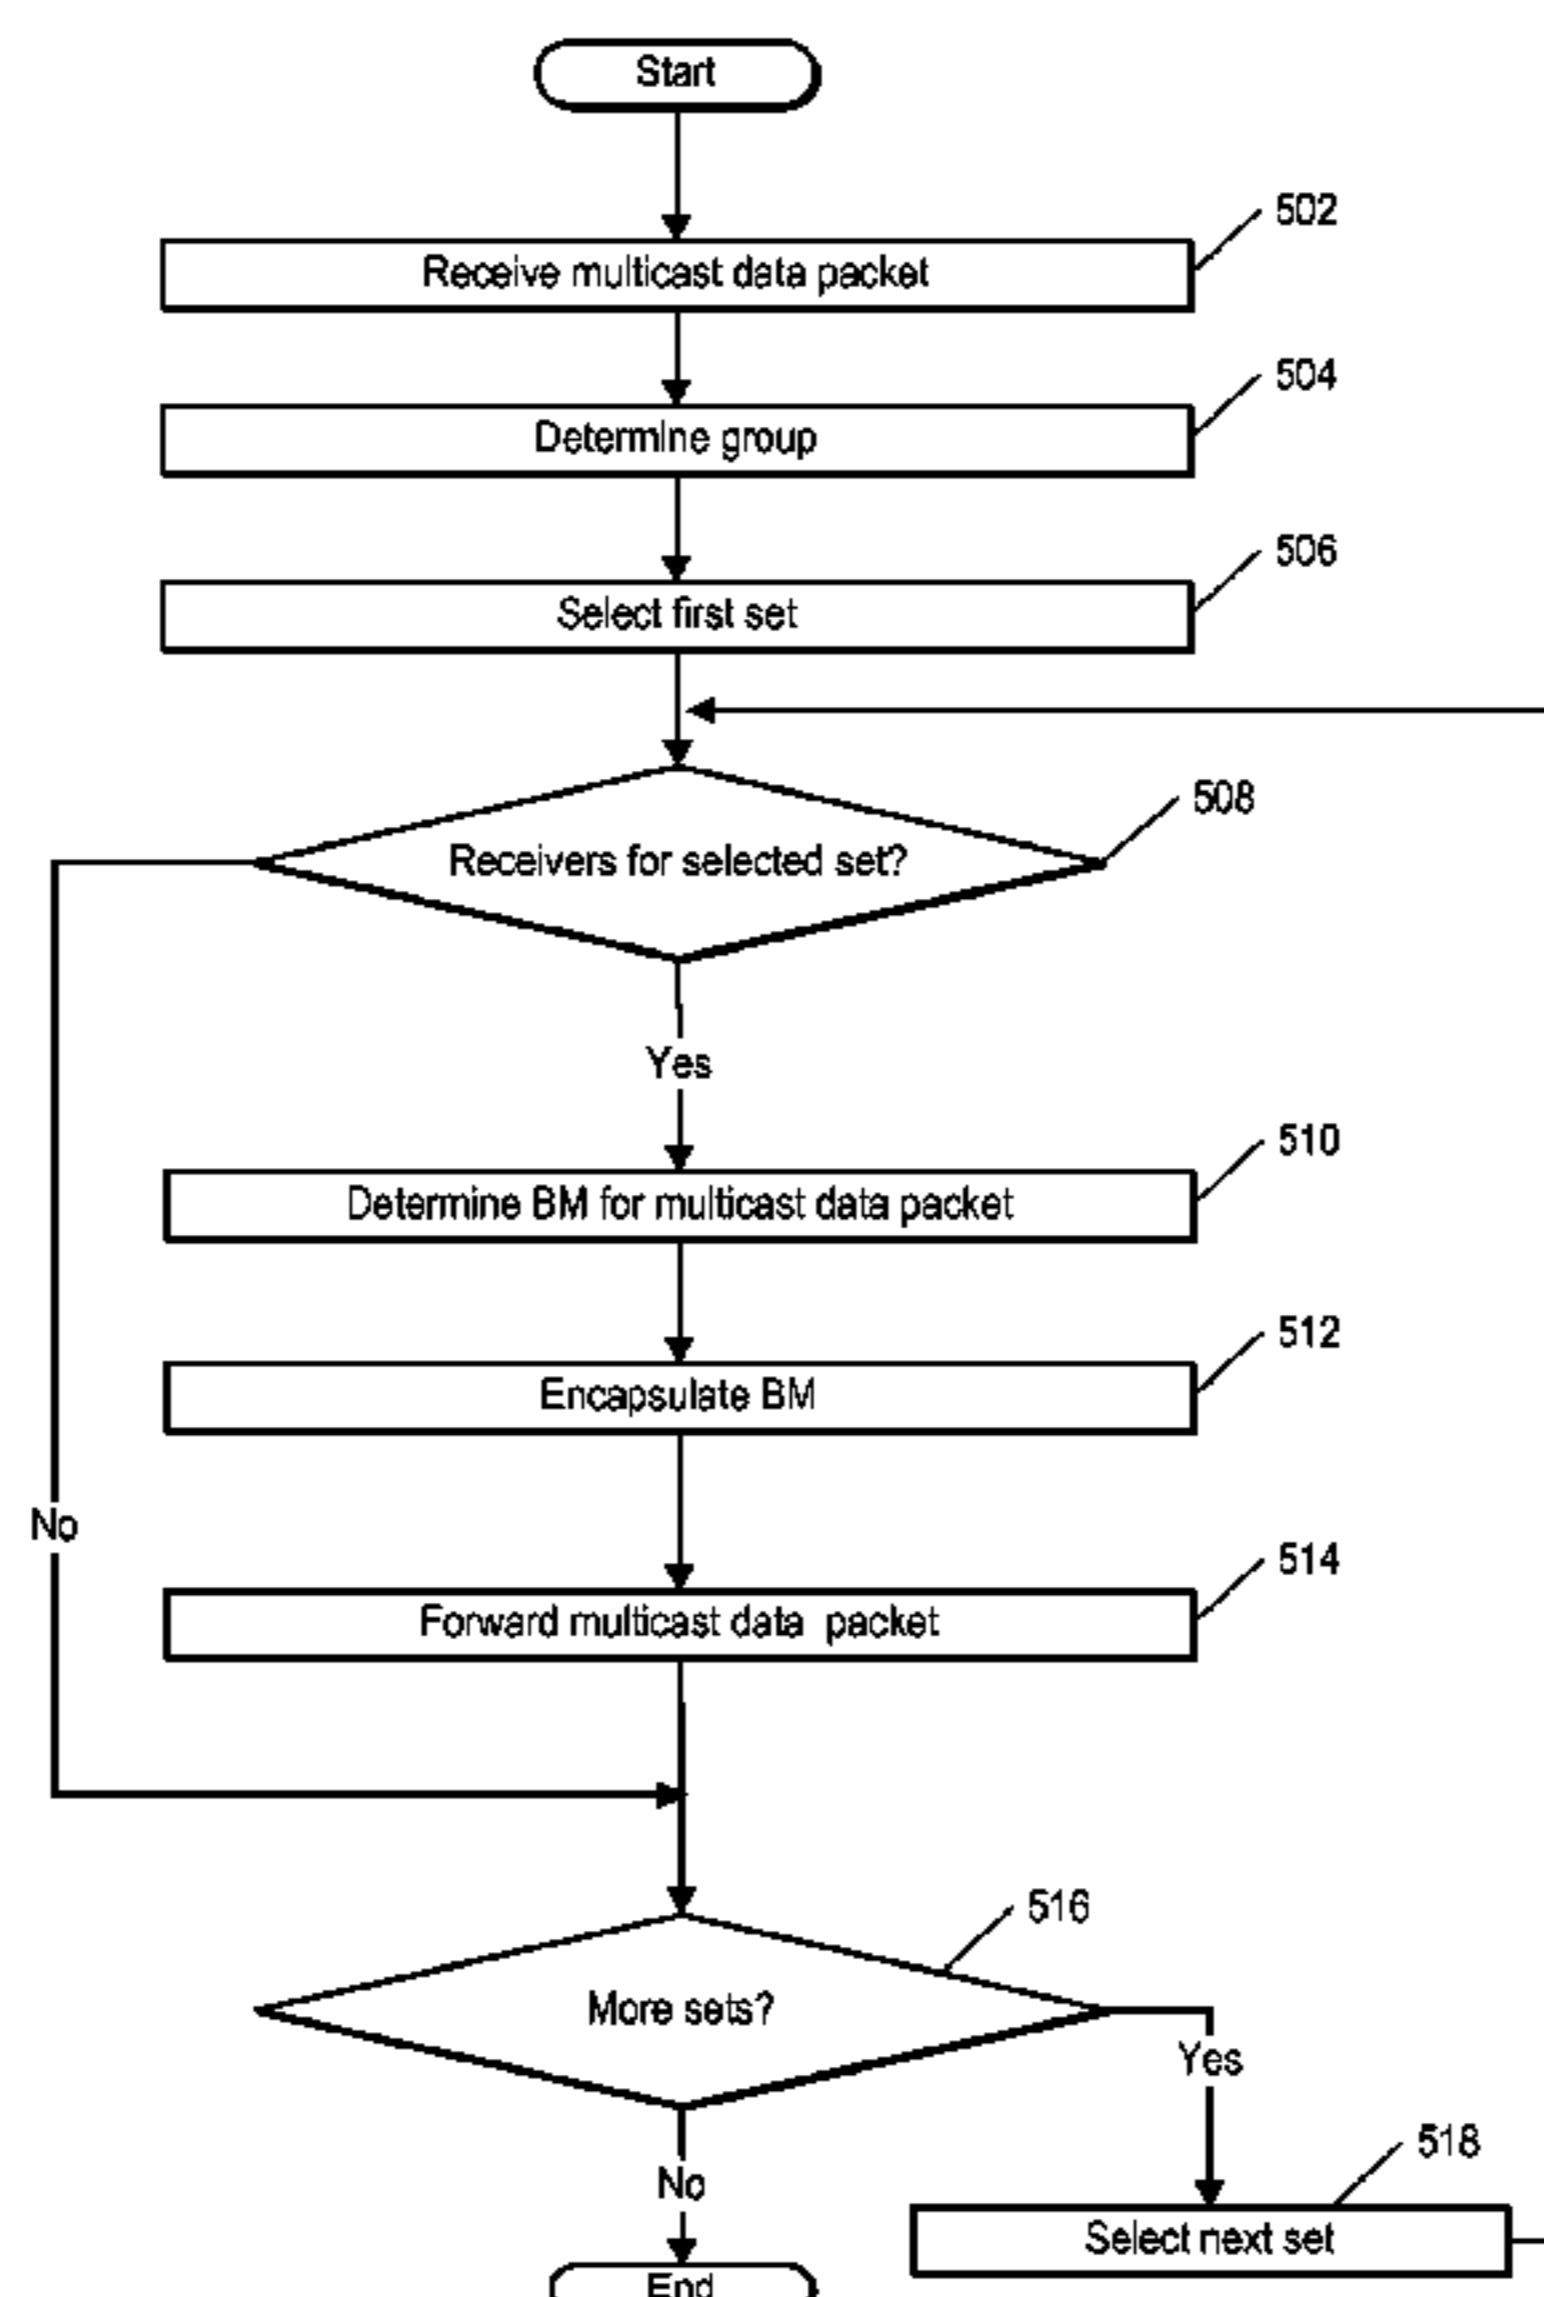 Start
502
Receive multicast data packet
504
Determine group
506
Select first set
508
Receivers for selected set?
Yes
510
Determine BM for multicast data packet
512
Encapsulate BM
No
514
Forward multicast data packet
516
More sets?
Yes
518
No
Select next set
End